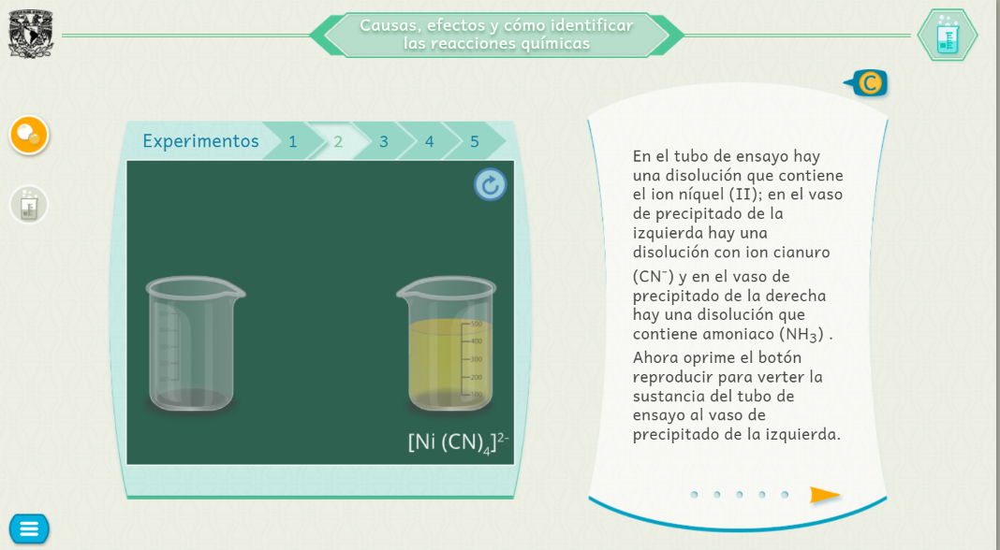 Causas, efectos y cómo identificar
las reacciones químicas
C
Experimentos 1 2 3 4 5
500
400
300
200
100
[Ni (CN)₄]²⁻
En el tubo de ensayo hay
una disolución que contiene
el ion níquel (II); en el vaso
de precipitado de la
izquierda hay una
disolución con ion cianuro
(CN⁻) y en el vaso de
precipitado de la derecha
hay una disolución que
contiene amoniaco (NH₃) .
Ahora oprime el botón
reproducir para verter la
sustancia del tubo de
ensayo al vaso de
precipitado de la izquierda.